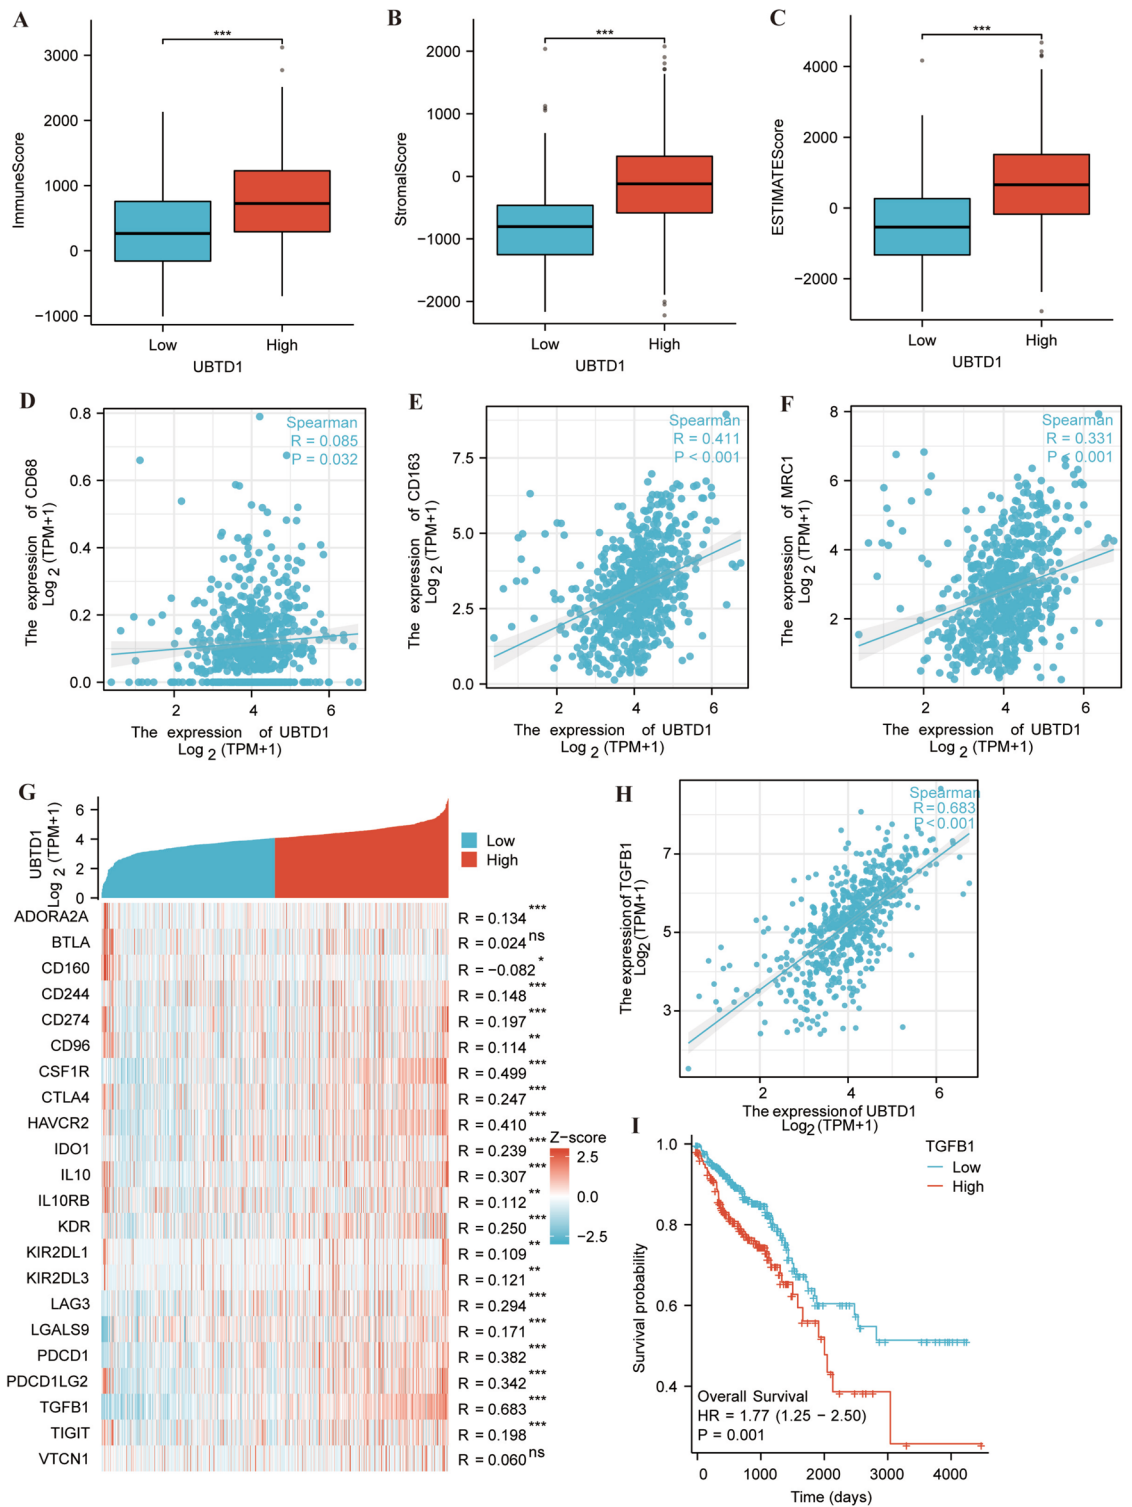 A
***
ImmuneScore
3000
2000
1000
0
−1000
Low
High
UBTD1
B
***
StromalScore
2000
1000
0
−1000
−2000
Low
High
UBTD1
C
***
ESTIMATEScore
4000
2000
0
−2000
Low
High
UBTD1
D
The expression of CD68
Log 2 (TPM+1)
0.8
0.6
0.4
0.2
0.0
Spearman
R = 0.085
P = 0.032
2
4
6
The expression of UBTD1
Log 2 (TPM+1)
E
The expression of CD163
Log 2 (TPM+1)
7.5
5.0
2.5
0.0
Spearman
R = 0.411
P < 0.001
2
4
6
The expression of UBTD1
Log 2 (TPM+1)
F
The expression of MRC1
Log 2 (TPM+1)
8
6
4
2
Spearman
R = 0.331
P < 0.001
2
4
6
The expression of UBTD1
Log 2 (TPM+1)
G
UBTD1
Log 2 (TPM+1)
6
4
2
0
Low
High
ADORA2A R = 0.134***
BTLA R = 0.024ns
CD160 R = −0.082*
CD244 R = 0.148***
CD274 R = 0.197***
CD96 R = 0.114**
CSF1R R = 0.499***
CTLA4 R = 0.247***
HAVCR2 R = 0.410***
IDO1 R = 0.239***
IL10 R = 0.307***
IL10RB R = 0.112**
KDR R = 0.250***
KIR2DL1 R = 0.109**
KIR2DL3 R = 0.121**
LAG3 R = 0.294***
LGALS9 R = 0.171***
PDCD1 R = 0.382***
PDCD1LG2 R = 0.342***
TGFB1 R = 0.683***
TIGIT R = 0.198***
VTCN1 R = 0.060ns
Z−score
2.5
0.0
−2.5
H
The expression of TGFB1
Log2 (TPM+1)
7
5
3
Spearman
R = 0.683
P < 0.001
2
4
6
The expression of UBTD1
Log2 (TPM+1)
I
Survival probability
1.0
0.8
0.6
0.4
TGFB1
Low
High
Overall Survival
HR = 1.77 (1.25 − 2.50)
P = 0.001
0
1000
2000
3000
4000
Time (days)